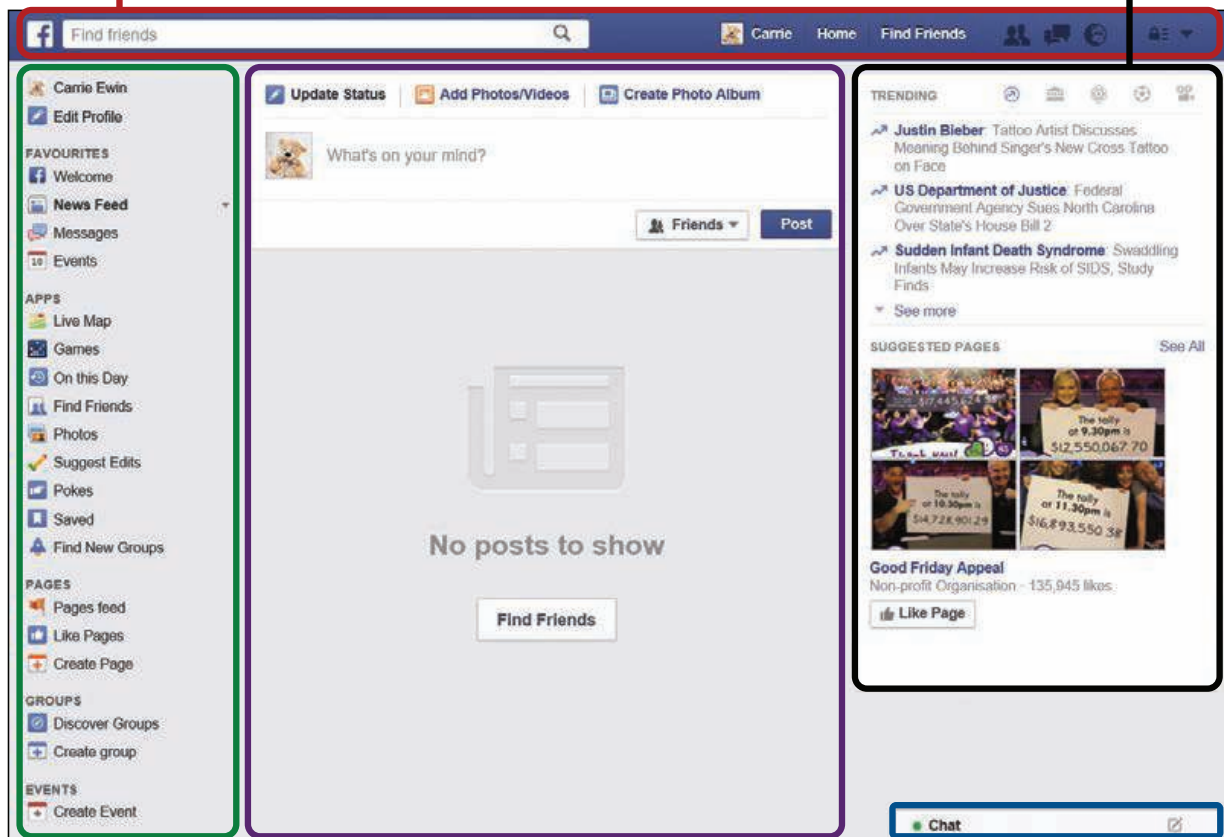 Find friends
Carrie Home Find Friends
Carrie Ewin
Edit Profile
FAVOURITES
Welcome
News Feed
Messages
10 Events
APPS
Live Map
Games
On this Day
Find Friends
Photos
Suggest Edits
Pokes
Saved
Find New Groups
PAGES
Pages feed
Like Pages
Create Page
GROUPS
Discover Groups
Create group
EVENTS
Create Event
Update Status Add Photos/Videos Create Photo Album
What's on your mind?
Friends Post
No posts to show
Find Friends
TRENDING
Justin Bieber: Tattoo Artist Discusses
Meaning Behind Singer's New Cross Tattoo
on Face
US Department of Justice: Federal
Government Agency Sues North Carolina
Over State's House Bill 2
Sudden Infant Death Syndrome: Swaddling
Infants May Increase Risk of SIDS, Study
Finds
See more
SUGGESTED PAGES See All
$17,445,624.38
Thank you!
The tally
at 9.30pm is
$12,550,067.70
The tally
at 10.30pm is
$14,728,901.29
The tally
at 11.30pm is
$16,893,550.38
Good Friday Appeal
Non-profit Organisation · 135,945 likes
Like Page
Chat